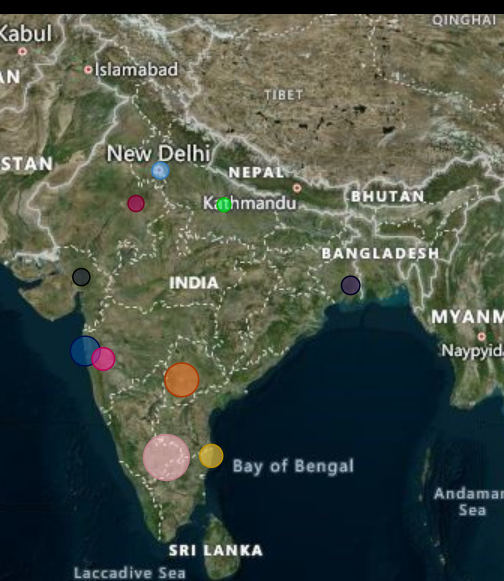 QINGHAI
Kabul
Islamabad
AN
TIBET
STAN
New Delhi
NEPAL
Kathmandu
BHUTAN
BANGLADESH
INDIA
MYANM
Naypyid
Bay of Bengal
Andaman
Sea
SRI LANKA
Laccadive Sea